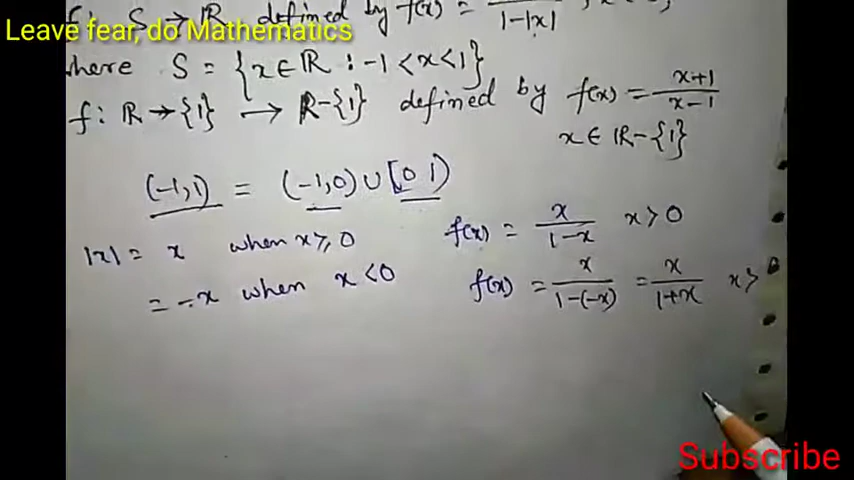 f: S → R defined by f(x) = 1-|x|
Leave fear, do Mathematics
where S = {x ∈ R : -1 < x < 1}
f: R → {1} → R-{1} defined by f(x) = x+1 / x-1
x ∈ R-{1}
(-1,1) = (-1,0) ∪ [0 1)
|x| = x when x ≥ 0 f(x) = x / 1-x x > 0
= -x when x < 0 f(x) = x / 1-(-x) = x / 1+x x >
Subscribe